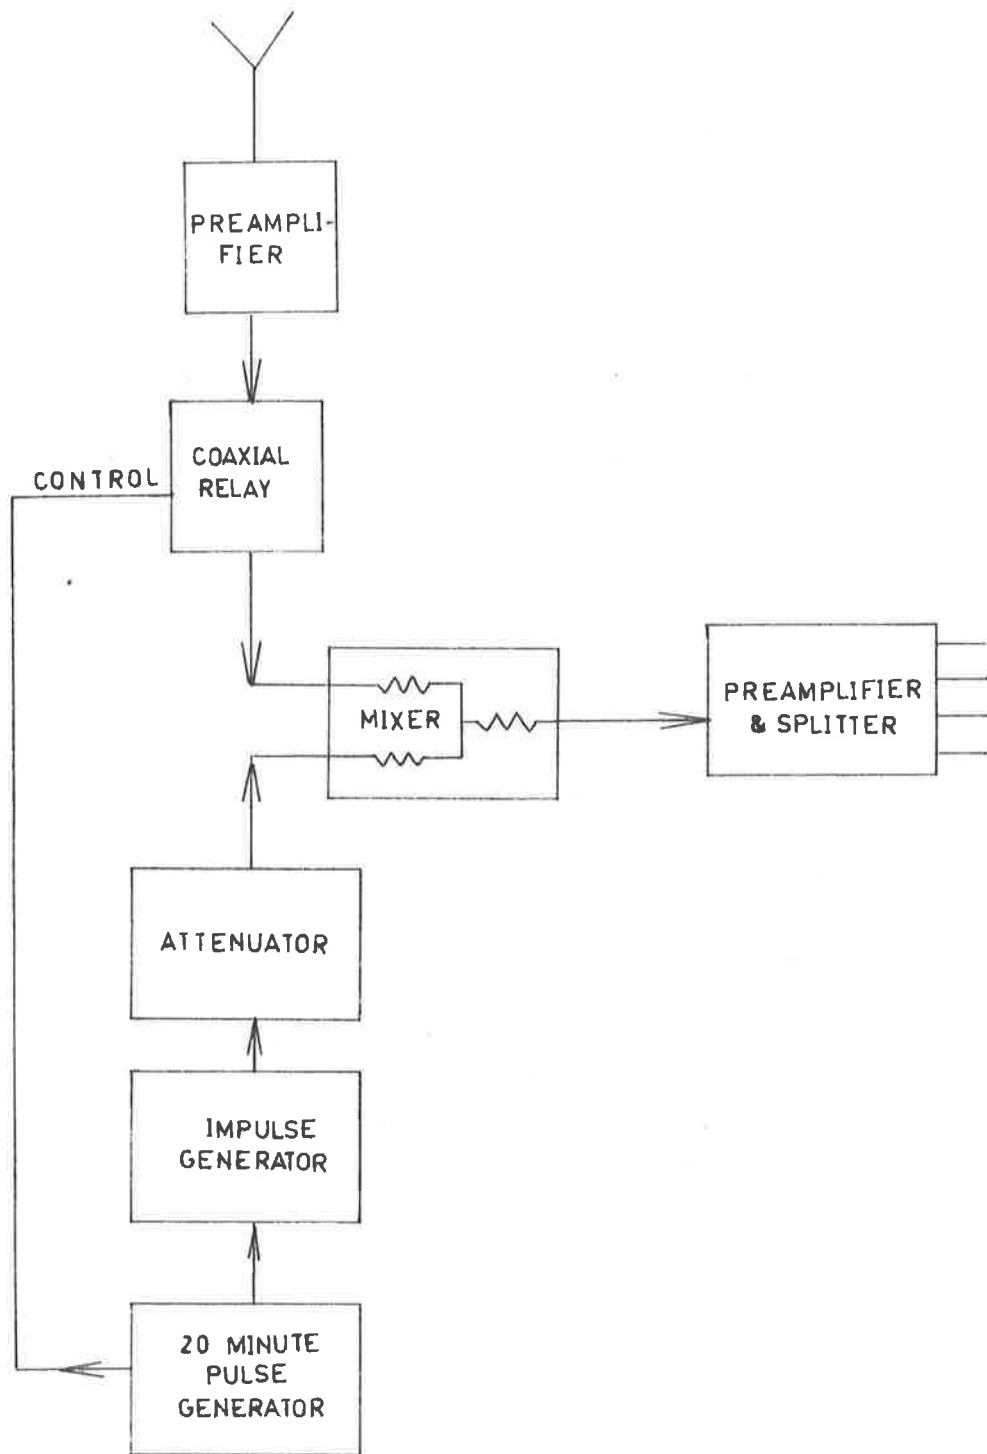 PREAMPLI-
FIER
COAXIAL
RELAY
CONTROL
MIXER
PREAMPLIFIER
& SPLITTER
ATTENUATOR
IMPULSE
GENERATOR
20 MINUTE
PULSE
GENERATOR